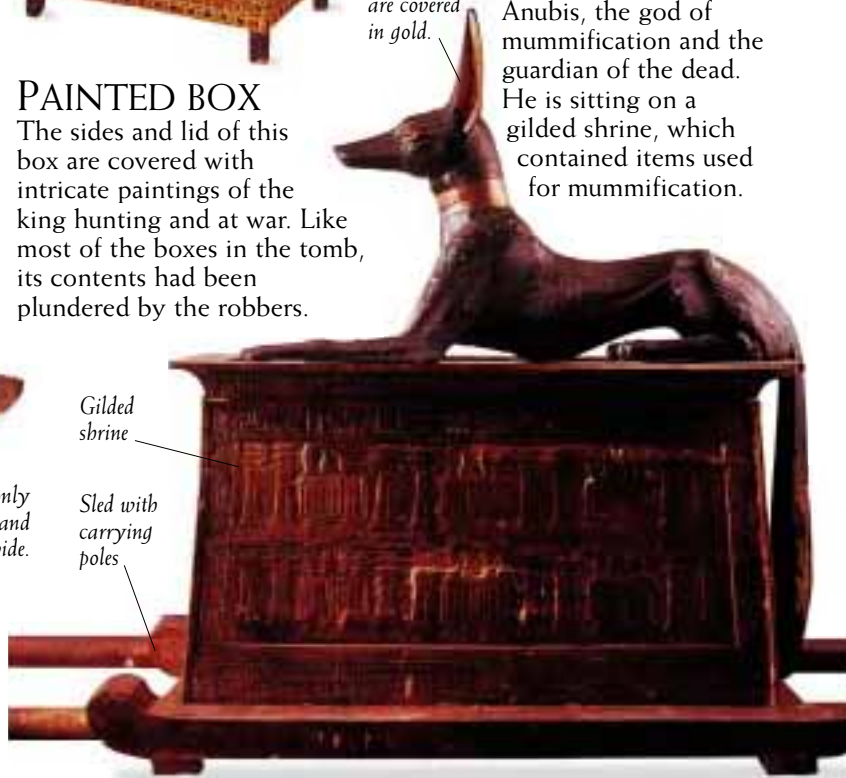 are covered
in gold.
Anubis, the god of
mummification and the
guardian of the dead.
He is sitting on a
gilded shrine, which
contained items used
for mummification.
PAINTED BOX
The sides and lid of this
box are covered with
intricate paintings of the
king hunting and at war. Like
most of the boxes in the tomb,
its contents had been
plundered by the robbers.
Gilded
shrine
and
Sled with
carrying
poles